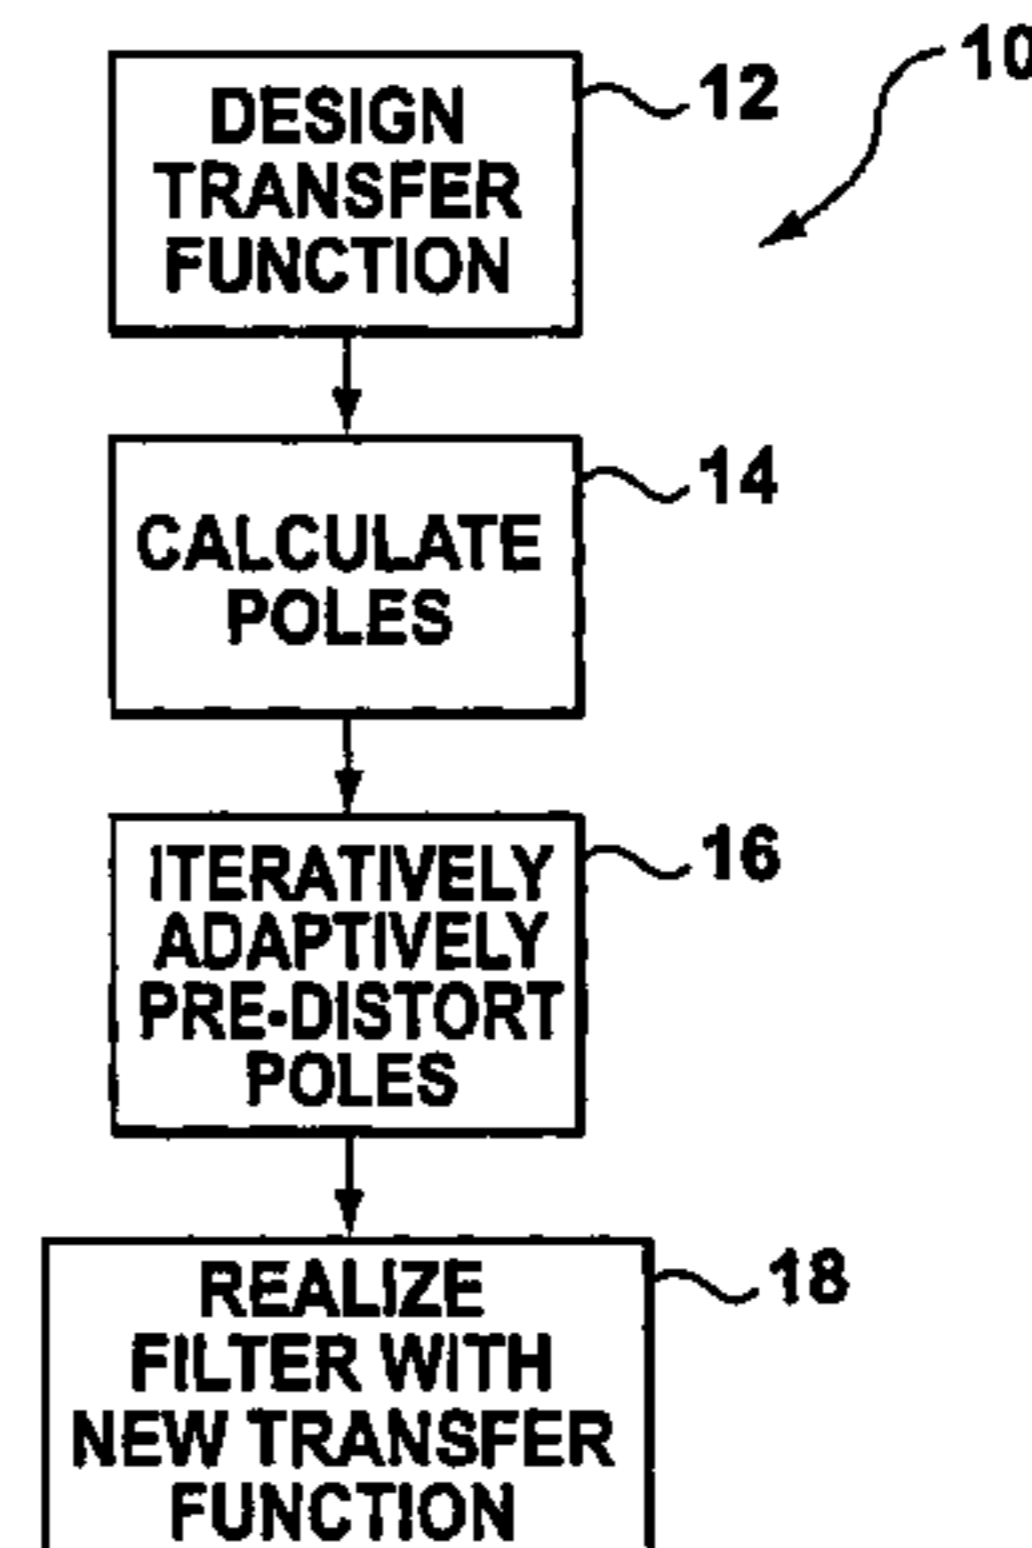 10
12
DESIGN
TRANSFER
FUNCTION
14
CALCULATE
POLES
16
ITERATIVELY
ADAPTIVELY
PRE-DISTORT
POLES
18
REALIZE
FILTER WITH
NEW TRANSFER
FUNCTION